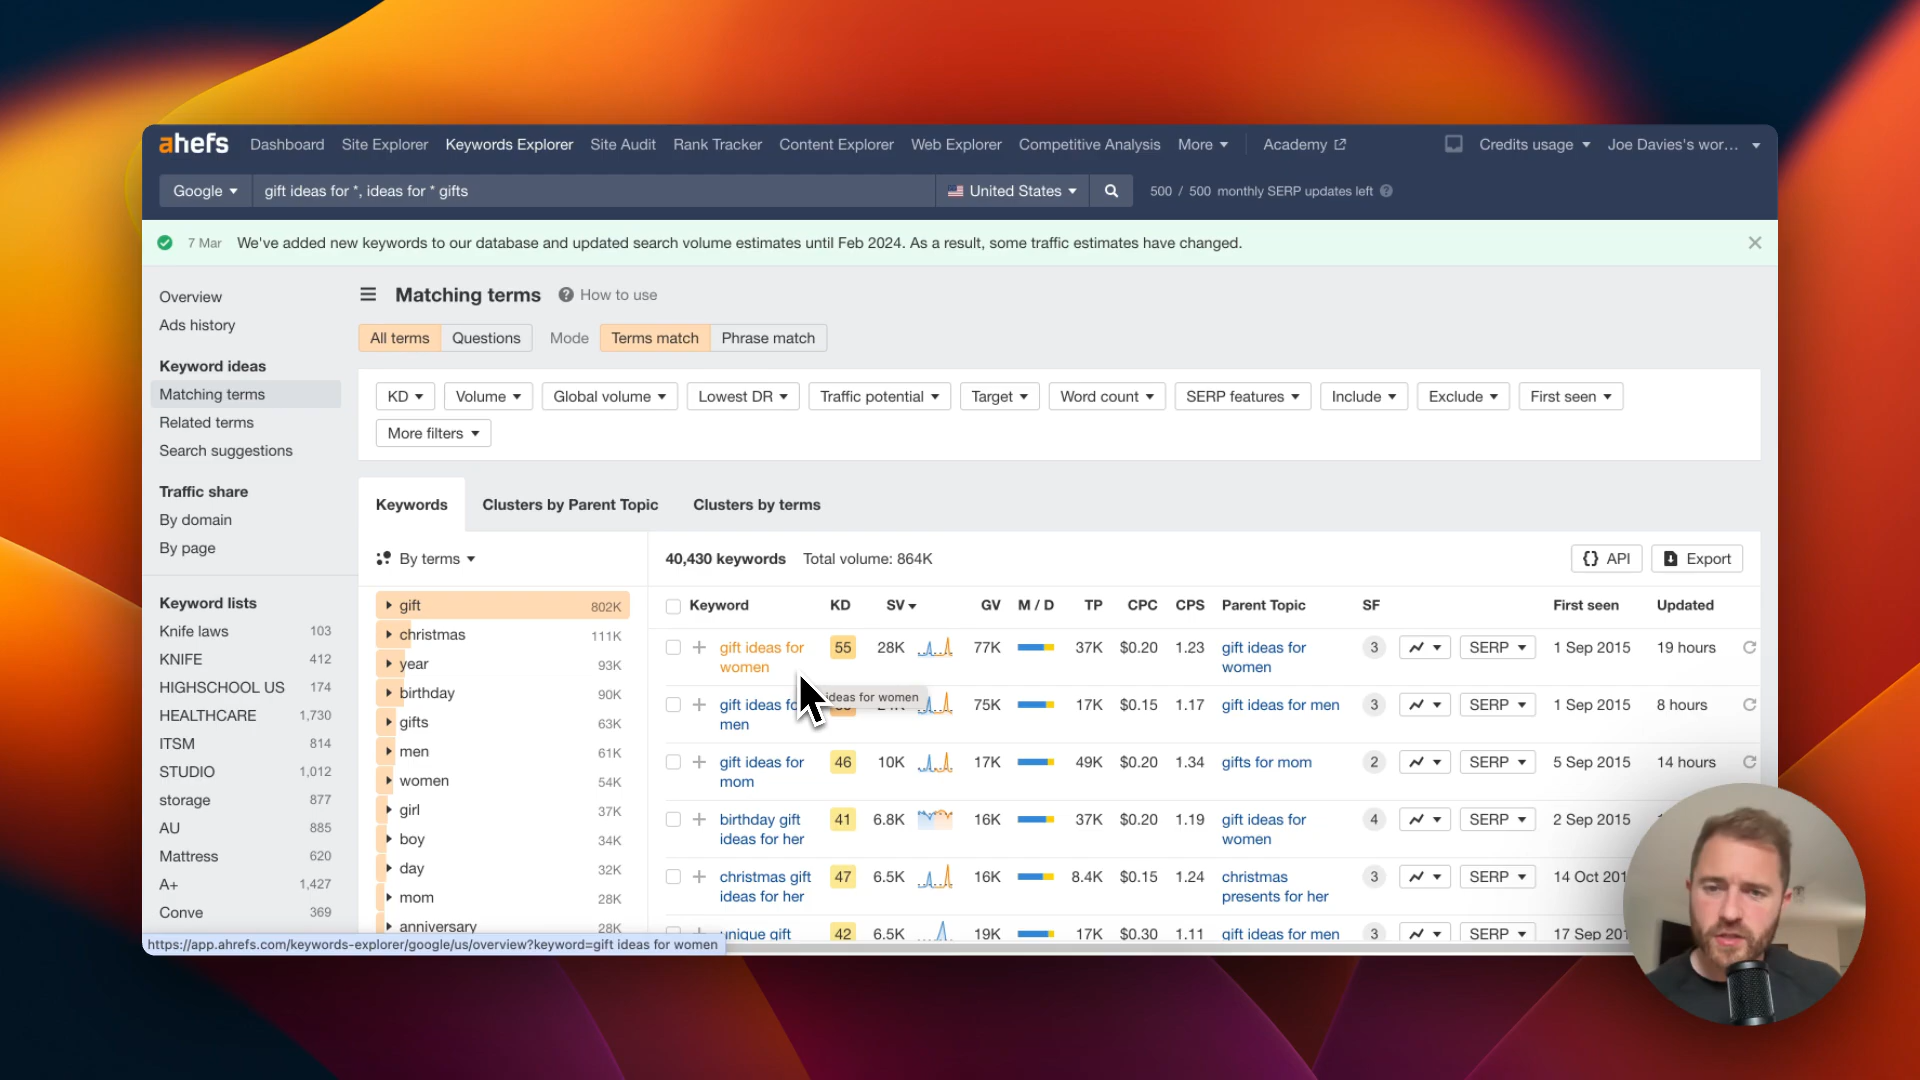 ahrefs Dashboard Site Explorer Keywords Explorer Site Audit Rank Tracker Content Explorer Web Explorer Competitive Analysis More Academy Credits usage Joe Davies's wor...
Google gift ideas for *, ideas for * gifts United States 500 / 500 monthly SERP updates left
7 Mar We've added new keywords to our database and updated search volume estimates until Feb 2024. As a result, some traffic estimates have changed.
Overview
Ads history
Keyword ideas
Matching terms
Related terms
Search suggestions
Traffic share
By domain
By page
Keyword lists
Knife laws 103
KNIFE 412
HIGHSCHOOL US 174
HEALTHCARE 1,730
ITSM 814
STUDIO 1,012
storage 877
AU 885
Mattress 620
A+ 1,427
Conve 369
Matching terms How to use
All terms Questions Mode Terms match Phrase match
KD Volume Global volume Lowest DR Traffic potential Target Word count SERP features Include Exclude First seen
More filters
Keywords Clusters by Parent Topic Clusters by terms
By terms
gift 802K
christmas 111K
year 93K
birthday 90K
gifts 63K
men 61K
women 54K
girl 37K
boy 34K
day 32K
mom 28K
anniversary 28K
40,430 keywords Total volume: 864K API Export
Keyword KD SV GV M / D TP CPC CPS Parent Topic SF First seen Updated
gift ideas for women 55 28K 77K 37K $0.20 1.23 gift ideas for women 3 SERP 1 Sep 2015 19 hours
ideas for women
gift ideas men 75K 17K $0.15 1.17 gift ideas for men 3 SERP 1 Sep 2015 8 hours
gift ideas for mom 46 10K 17K 49K $0.20 1.34 gifts for mom 2 SERP 5 Sep 2015 14 hours
birthday gift ideas for her 41 6.8K 16K 37K $0.20 1.19 gift ideas for women 4 SERP 2 Sep 2015
christmas gift ideas for her 47 6.5K 16K 8.4K $0.15 1.24 christmas presents for her 3 SERP 14 Oct 201
unique gift 42 6.5K 19K 17K $0.30 1.11 gift ideas for men 3 SERP 17 Sep 201
https://app.ahrefs.com/keywords-explorer/google/us/overview?keyword=gift ideas for women